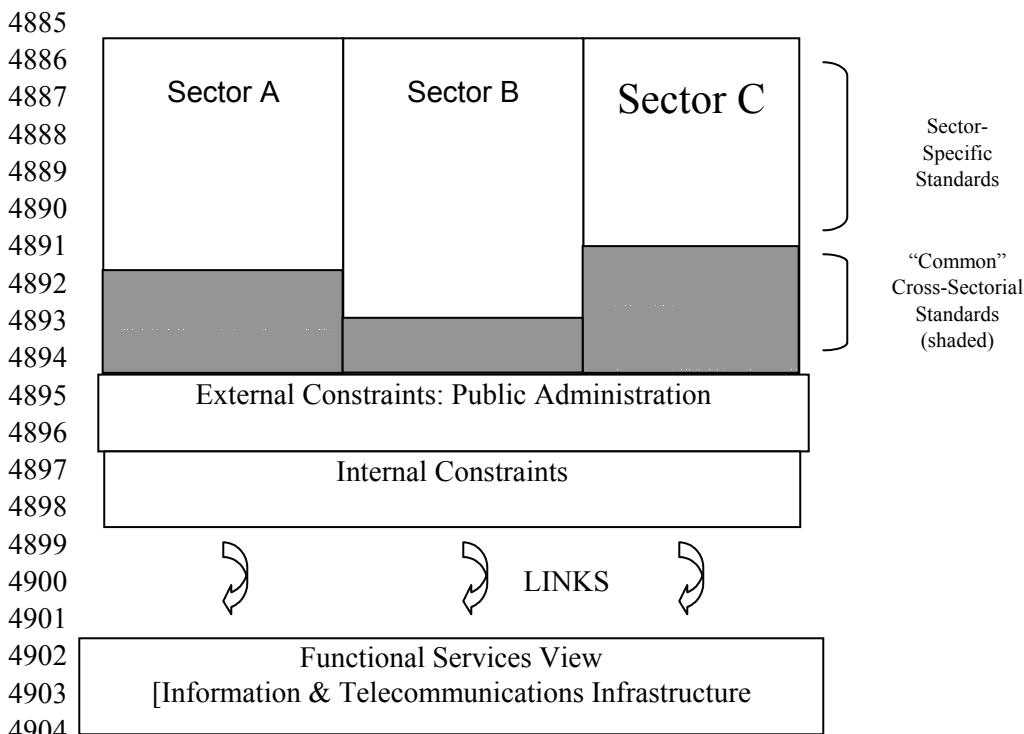 4885
4886
4887 Sector A Sector B Sector C
4888
4889
4890
Sector-
Specific
Standards
4891
4892
4893
4894
“Common”
Cross-Sectorial
Standards
(shaded)
4895 External Constraints: Public Administration
4896
4897 Internal Constraints
4898
4899
4900 LINKS
4901
4902 Functional Services View
4903 [Information & Telecommunications Infrastructure
4904